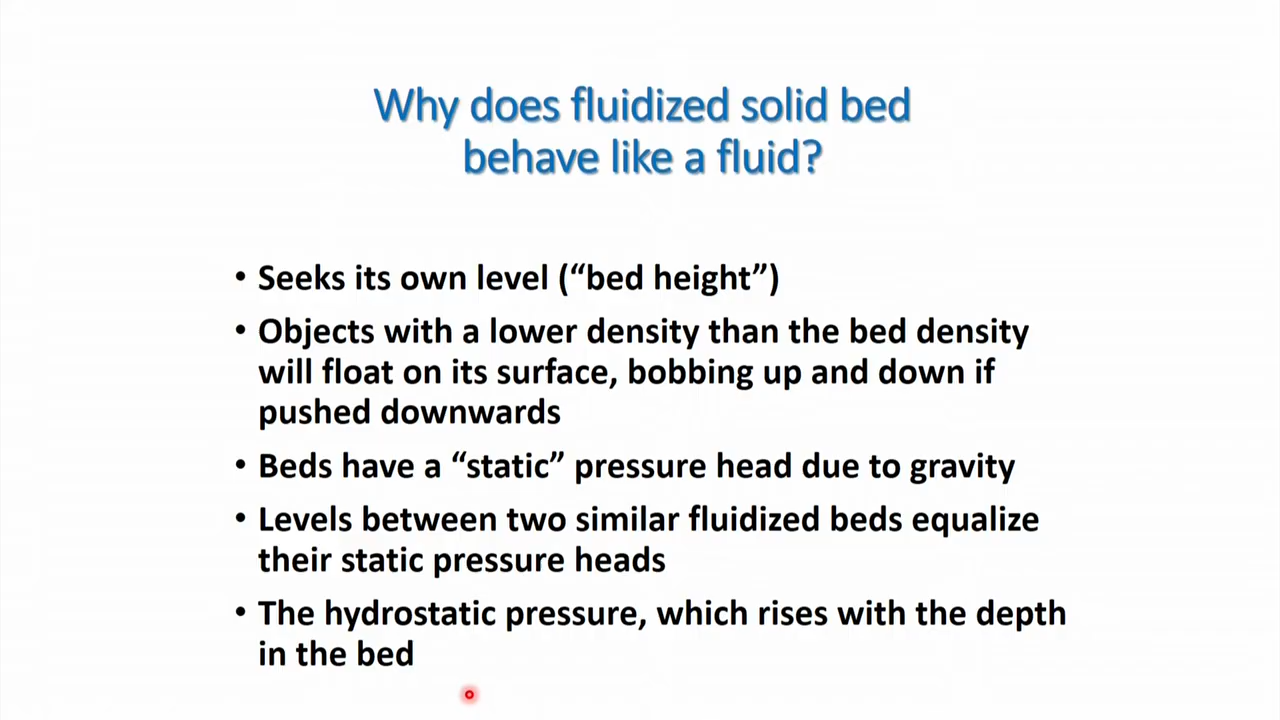 Why does fluidized solid bed
behave like a fluid?
• Seeks its own level (“bed height”)
• Objects with a lower density than the bed density
will float on its surface, bobbing up and down if
pushed downwards
• Beds have a “static” pressure head due to gravity
• Levels between two similar fluidized beds equalize
their static pressure heads
• The hydrostatic pressure, which rises with the depth
in the bed